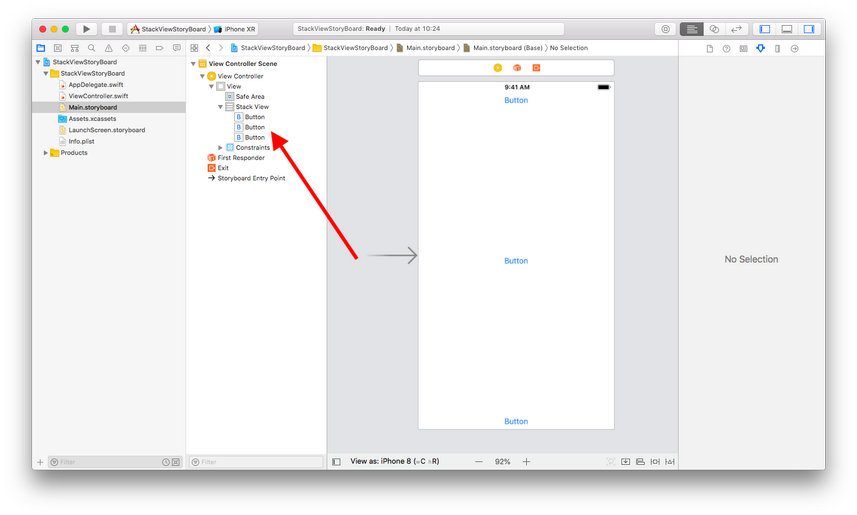 StackViewStoryBoard
iPhone XR
StackViewStoryBoard: Ready
Today at 10:24
StackViewStoryBoard
StackViewStoryBoard
Main.storyboard
Main.storyboard (Base)
No Selection
StackViewStoryBoard
StackViewStoryBoard
AppDelegate.swift
ViewController.swift
Main.storyboard
Assets.xcassets
LaunchScreen.storyboard
Info.plist
Products
Filter
View Controller Scene
View Controller
View
Safe Area
Stack View
B Button
B Button
B Button
Constraints
First Responder
Exit
Storyboard Entry Point
Filter
9:41 AM
Button
Button
Button
View as: iPhone 8 (wC hR)
92%
No Selection